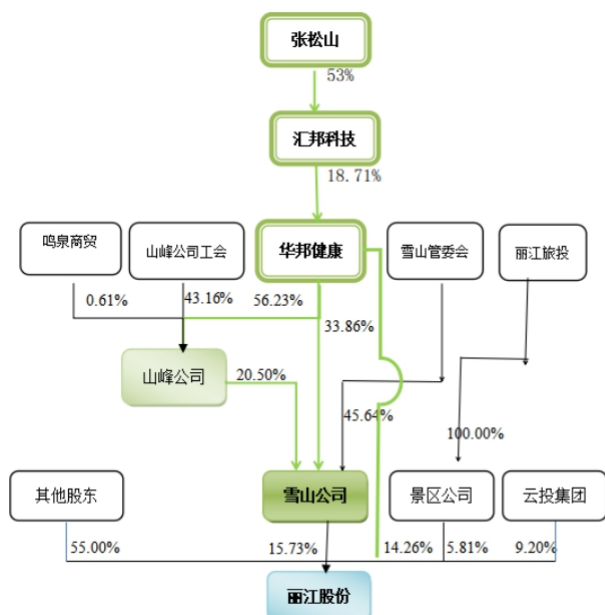 张松山
53%
汇邦科技
18.71%
鸣泉商贸
山峰公司工会
华邦健康
雪山管委会
丽江旅投
0.61%
43.16%
56.23%
33.86%
山峰公司
20.50%
45.64%
100.00%
其他股东
雪山公司
景区公司
云投集团
55.00%
15.73%
14.26%
5.81%
9.20%
丽江股份